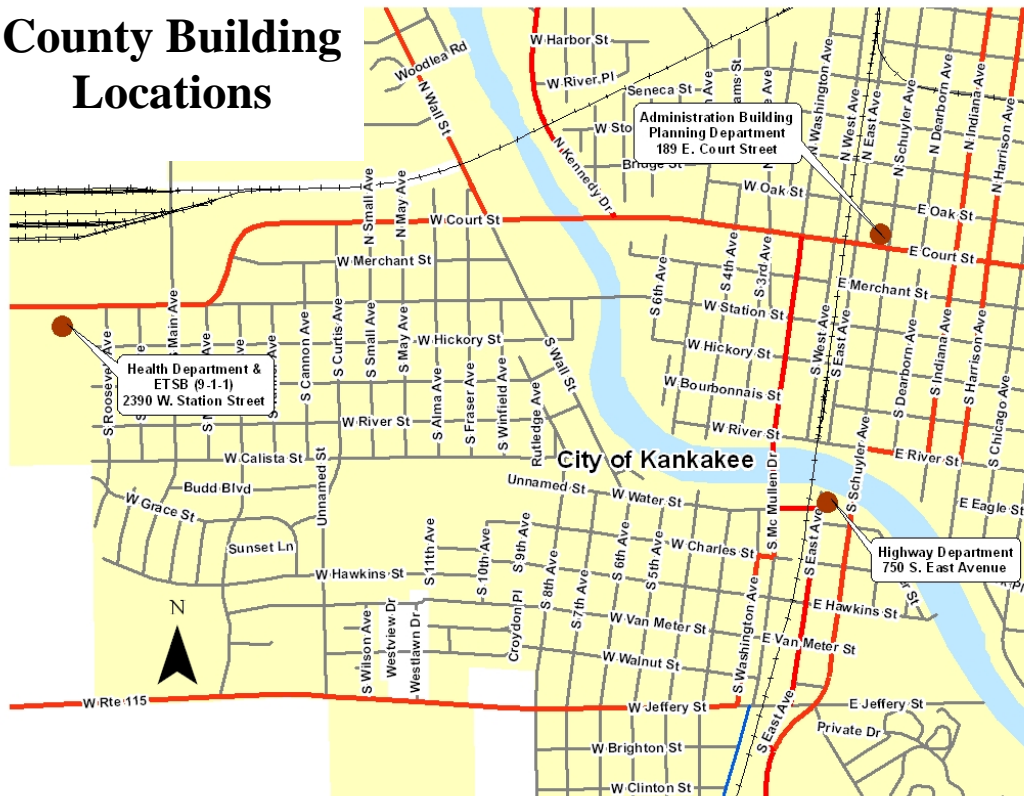 County Building
Locations
Woodlea Rd
N Wall St
W Harbor St
W River Pl
Seneca St
N Kennedy Dr
Administration Building
Planning Department
189 E. Court Street
N Washington Ave
N West Ave
N East Ave
N Schuyler Ave
N Dearborn Ave
N Indiana Ave
N Harrison Ave
W Oak St
E Oak St
N Small Ave
N May Ave
W Court St
E Court St
W Merchant St
E Merchant St
S 6th Ave
S 4th Ave
S 3rd Ave
W Station St
W Hickory St
W Hickory St
S Main Ave
S Cannon Ave
S Curtis Ave
S Small Ave
S May Ave
S Wall St
S West Ave
S East Ave
S Dearborn Ave
S Indiana Ave
S Harrison Ave
S Chicago Ave
Health Department &
ETSB (9-1-1)
2390 W. Station Street
W Bourbonnais St
S Alma Ave
S Fraser Ave
S Winfield Ave
Rutledge Ave
W River St
W River St
E River St
W Calista St
City of Kankakee
S Mc Mullen Dr
S Schuyler Ave
Budd Blvd
W Grace St
Unnamed St
Unnamed St
W Water St
E Eagle St
Sunset Ln
W Charles St
S East Ave
Highway Department
750 S. East Avenue
W Hawkins St
S 11th Ave
S 10th Ave
S 9th Ave
S 8th Ave
S 7th Ave
S 6th Ave
S 5th Ave
E Hawkins St
N
S Wilson Ave
Westview Dr
Westlawn Dr
Croydon Pl
W Van Meter St
E Van Meter St
S Washington Ave
W Walnut St
W Rte 115
W Jeffery St
E Jeffery St
S East Ave
Private Dr
W Brighton St
W Clinton St